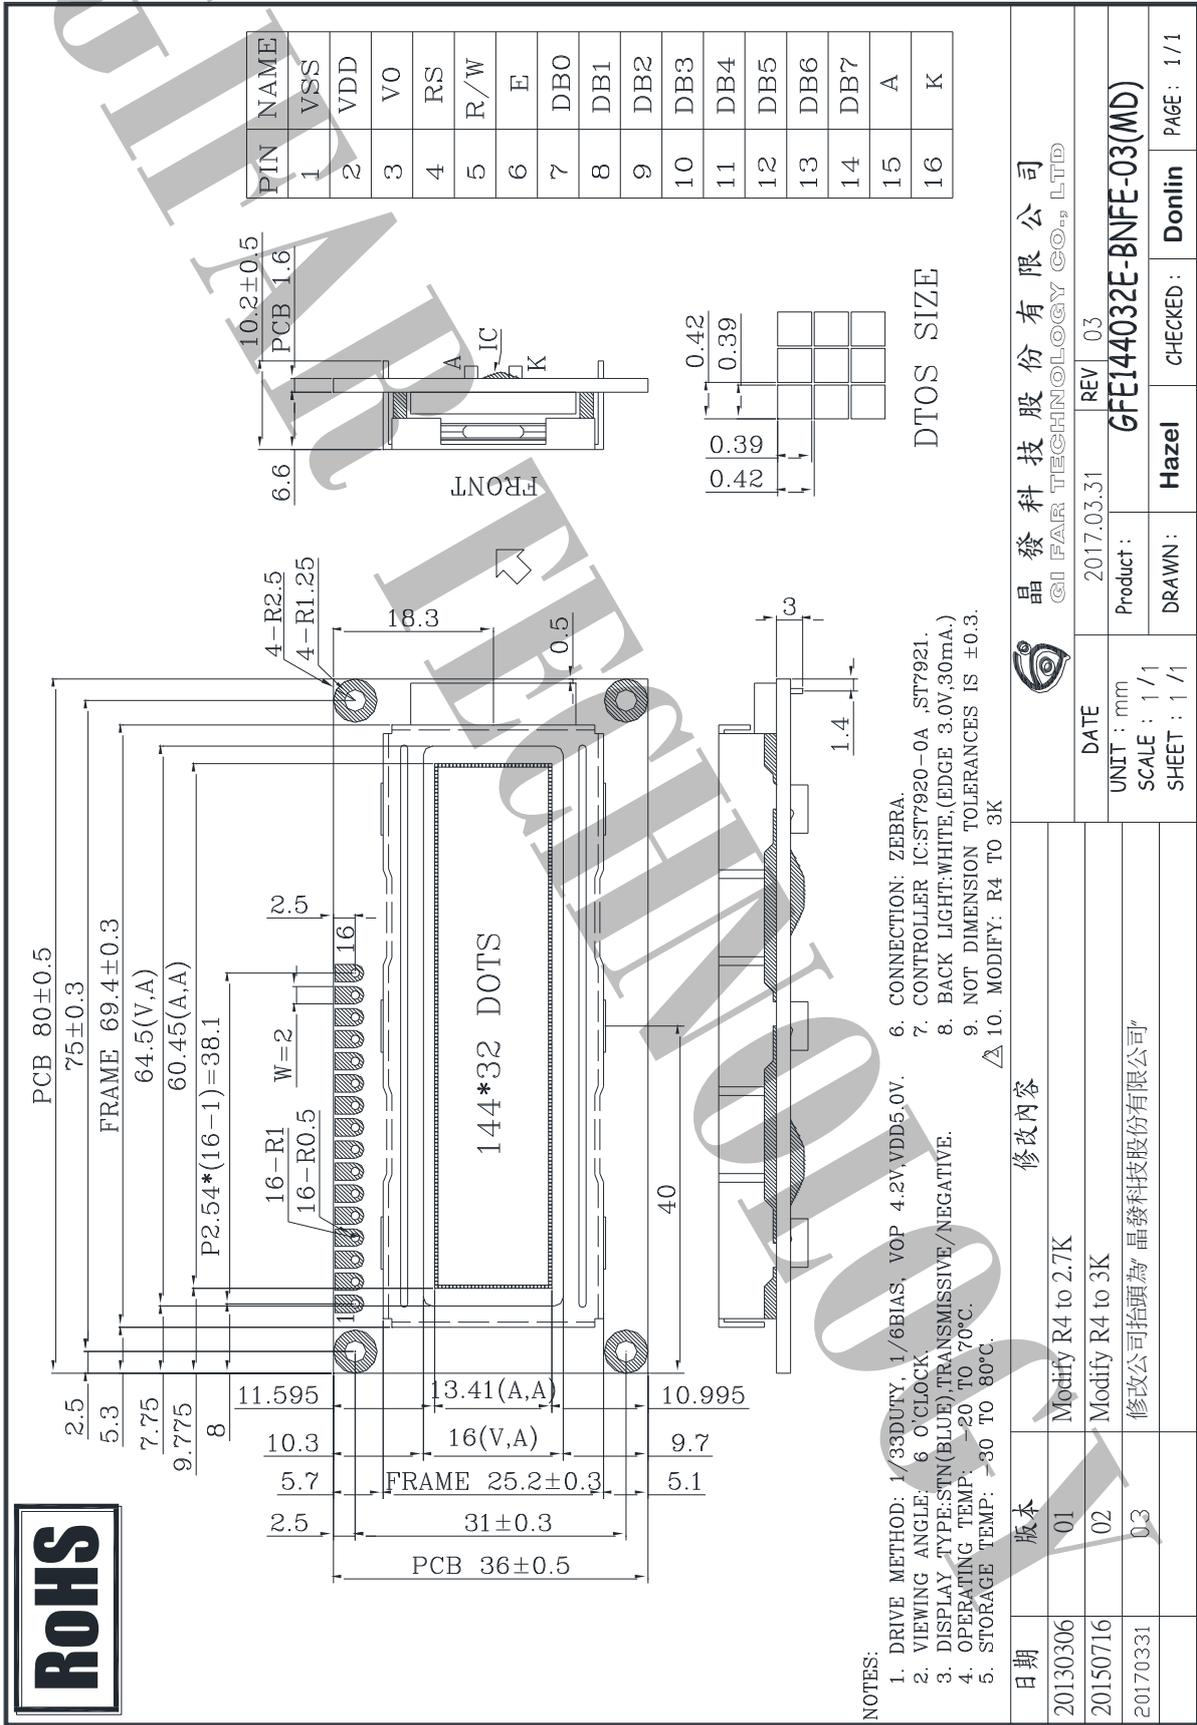 RoHS
PCB 80±0.5
75±0.3
FRAME 69.4±0.3
64.5(V,A)
60.45(A,A)
P2.54*(16-1)=38.1
2.5
5.3
7.75
9.775
8
16-R1
16-R0.5
W=2
2.5
1
16
4-R2.5
4-R1.25
18.3
0.5
144*32 DOTS
40
11.595
13.41(A,A)
10.995
10.3
16(V,A)
9.7
5.7
FRAME 25.2±0.3
5.1
2.5
31±0.3
PCB 36±0.5
10.2±0.5
PCB 1.6
6.6
A
IC
K
FRONT
3
1.4
0.42
0.39
0.39
0.42
DTOS SIZE
PIN NAME
1 VSS
2 VDD
3 V0
4 RS
5 R/W
6 E
7 DB0
8 DB1
9 DB2
10 DB3
11 DB4
12 DB5
13 DB6
14 DB7
15 A
16 K
NOTES:
1. DRIVE METHOD: 1/33DUTY, 1/6BIAS, VOP 4.2V,VDD5.0V.
2. VIEWING ANGLE: 6 O'CLOCK.
3. DISPLAY TYPE:STN(BLUE),TRANSMISSIVE/NEGATIVE.
4. OPERATING TEMP: -20 TO 70°C.
5. STORAGE TEMP: -30 TO 80°C.
6. CONNECTION: ZEBRA.
7. CONTROLLER IC:ST7920-0A ,ST7921.
8. BACK LIGHT:WHITE,(EDGE 3.0V,30mA.)
9. NOT DIMENSION TOLERANCES IS ±0.3.
10. MODIFY: R4 TO 3K
日期 版本 修改內容
20130306 01 Modify R4 to 2.7K
20150716 02 Modify R4 to 3K
20170331 03 修改公司抬頭為"晶發科技股份有限公司"
晶發科技股份有限公司
GI FAR TECHNOLOGY CO., LTD
DATE 2017.03.31 REV 03
UNIT : mm
SCALE : 1/1
SHEET : 1/1
Product : GFE144032E-BNFE-03(MD)
DRAWN : Hazel CHECKED : Donlin PAGE : 1/1
GI FAR TECHNOLOGY